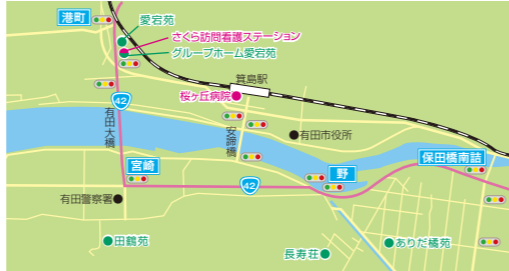 港町
愛宕苑
さくら訪問看護ステーション
グループホーム愛宕苑
箕島駅
桜ヶ丘病院
42
有田大橋
安諦橋
有田市役所
保田橋南詰
宮崎
野
42
有田警察署
田鶴苑
長寿荘
ありだ橘苑